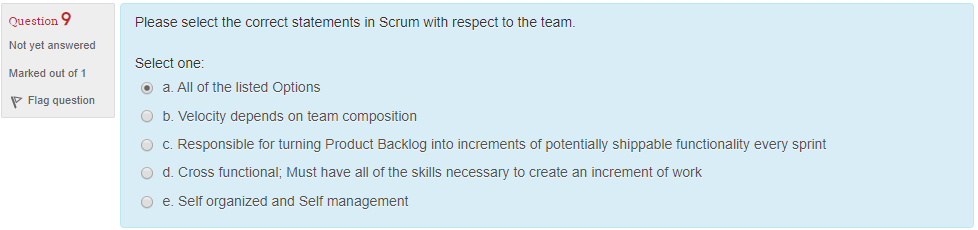 Question 9
Not yet answered
Marked out of 1
Flag question
Please select the correct statements in Scrum with respect to the team.
Select one:
a. All of the listed Options
b. Velocity depends on team composition
c. Responsible for turning Product Backlog into increments of potentially shippable functionality every sprint
d. Cross functional; Must have all of the skills necessary to create an increment of work
e. Self organized and Self management